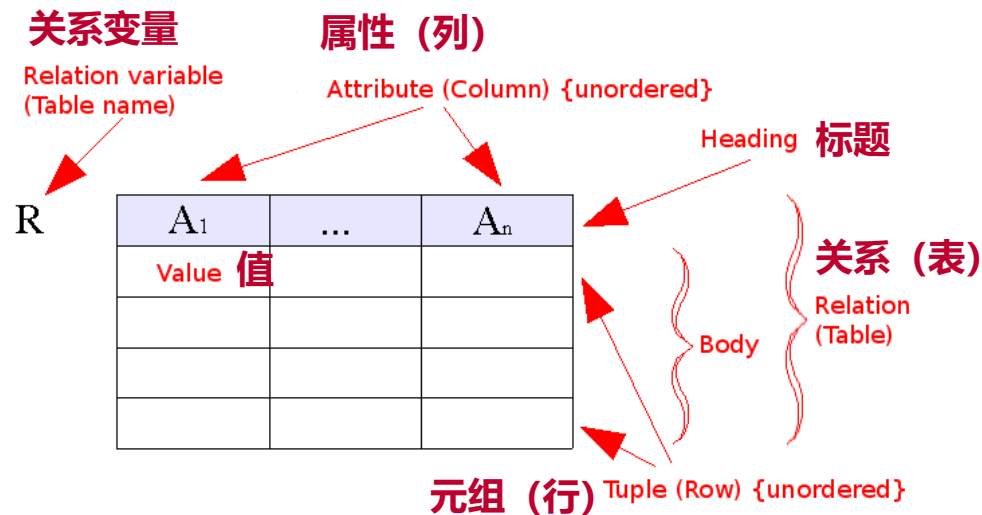 关系变量
属性（列）
Relation variable
(Table name)
Attribute (Column) {unordered}
Heading 标题
R
A1 ... An
Value 值
关系（表）
Relation
(Table)
Body
元组（行）Tuple (Row) {unordered}